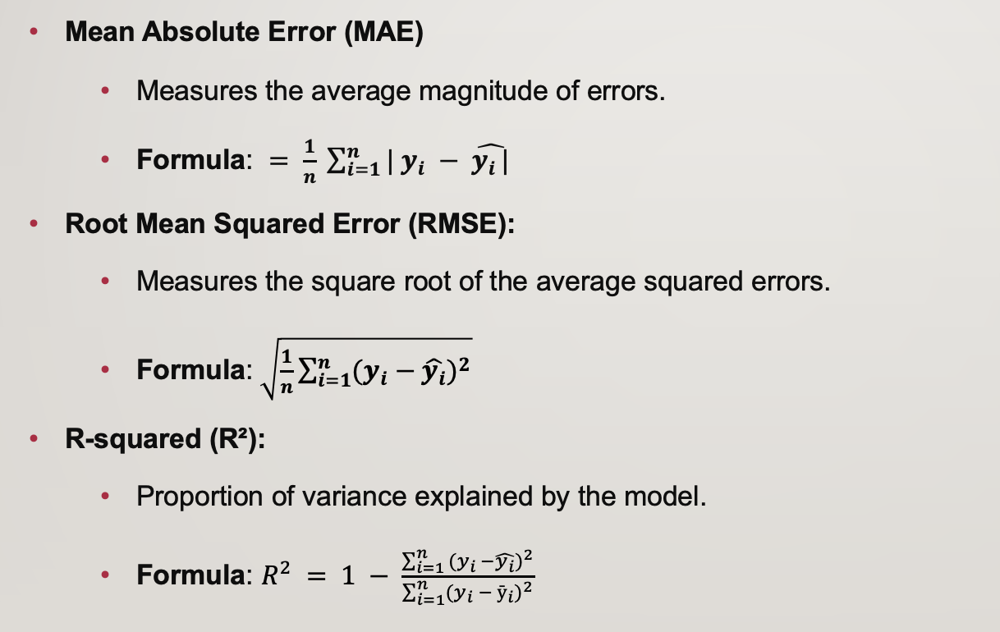 • Mean Absolute Error (MAE)
• Measures the average magnitude of errors.
• Formula: = \frac{1}{n} \sum_{i=1}^{n} | y_i − \widehat{y_i} |
• Root Mean Squared Error (RMSE):
• Measures the square root of the average squared errors.
• Formula: \sqrt{\frac{1}{n} \sum_{i=1}^{n} (y_i − \hat{y}_i)^2}
• R-squared (R²):
• Proportion of variance explained by the model.
• Formula: R^2 = 1 − \frac{\sum_{i=1}^{n} (y_i − \widehat{y_i})^2}{\sum_{i=1}^{n} (y_i − ȳ_i)^2}